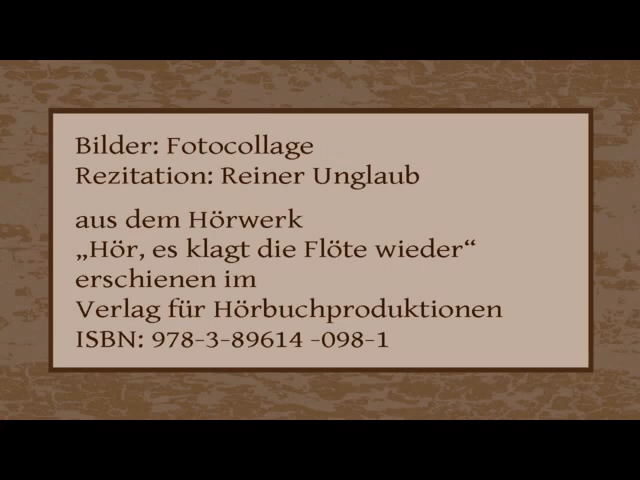 Bilder: Fotocollage
Rezitation: Reiner Unglaub
aus dem Hörwerk
„Hör, es klagt die Flöte wieder“
erschienen im
Verlag für Hörbuchproduktionen
ISBN: 978-3-89614 -098-1